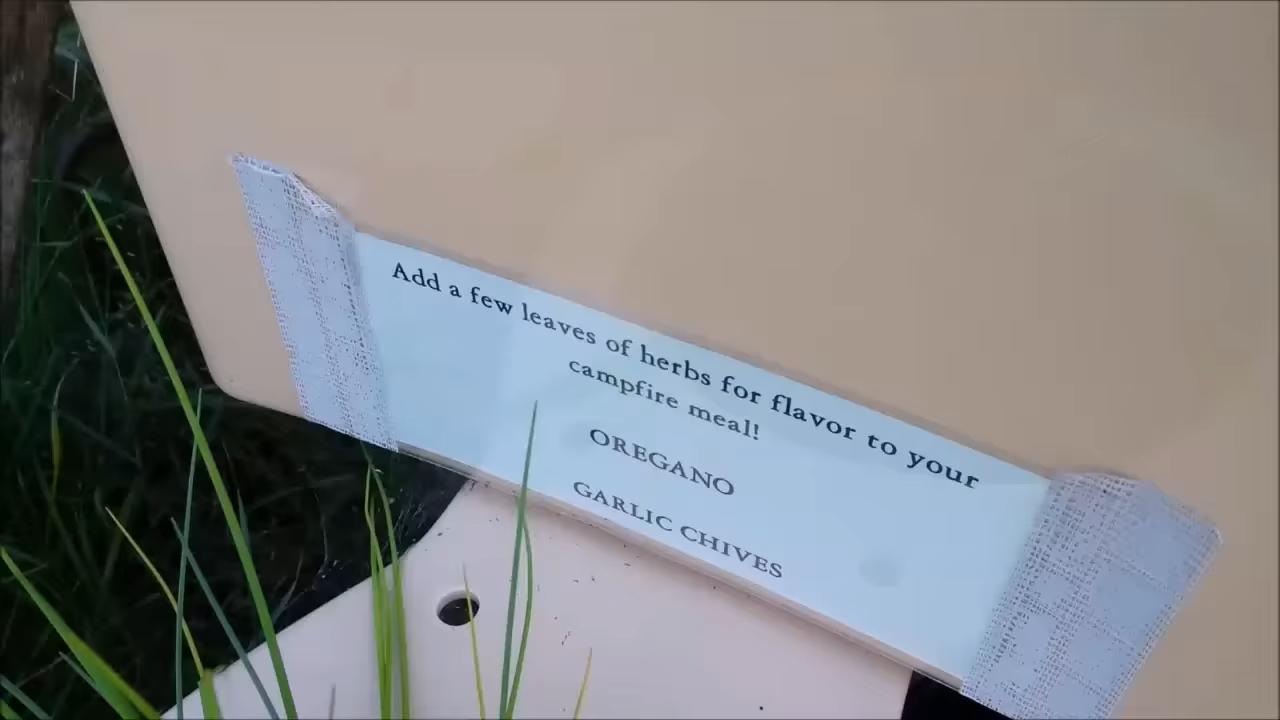 Add a few leaves of herbs for flavor to your
campfire meal!
OREGANO
GARLIC CHIVES